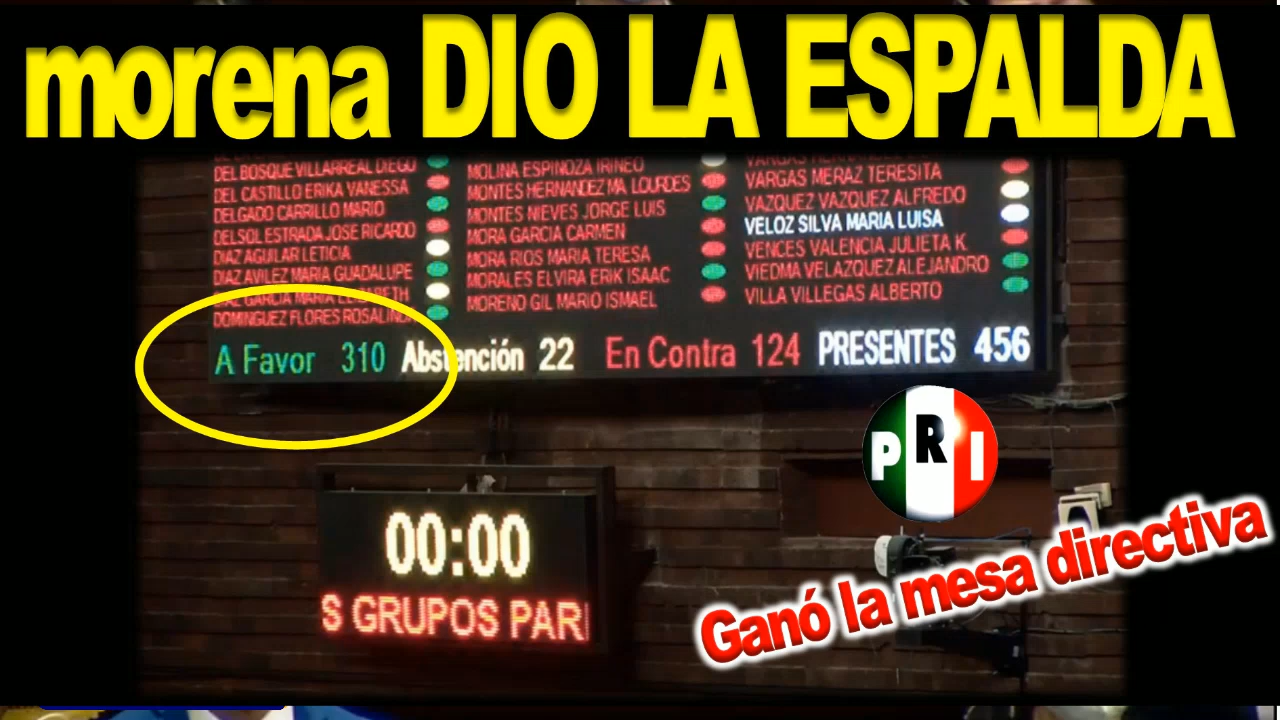 morena DIO LA ESPALDA
DEL BOSQUE VILLARREAL DIEGO
DEL CASTILLO ERIKA VANESSA
DELGADO CARRILLO MARIO
DELSOL ESTRADA JOSE RICARDO
DIAZ AGUILAR LETICIA
DIAZ AVILEZ MARIA GUADALUPE
GARCIA MARIA ELISABETH
DOMINGUEZ FLORES ROSALINDA
MOLINA ESPINOZA IRINEO
MONTES HERNANDEZ MA. LOURDES
MONTES NIEVES JORGE LUIS
MORA GARCIA CARMEN
MORA RIOS MARIA TERESA
MORALES ELVIRA ERIK ISAAC
MORENO GIL MARIO ISMAEL
VARGAS
VARGAS MERAZ TERESITA
VAZQUEZ VAZQUEZ ALFREDO
VELOZ SILVA MARIA LUISA
VENCES VALENCIA JULIETA K.
VIEDMA VELAZQUEZ ALEJANDRO
VILLA VILLEGAS ALBERTO
A Favor 310 Abstención 22 En Contra 124 PRESENTES 456
PRI
00:00
S GRUPOS PARI
Ganó la mesa directiva